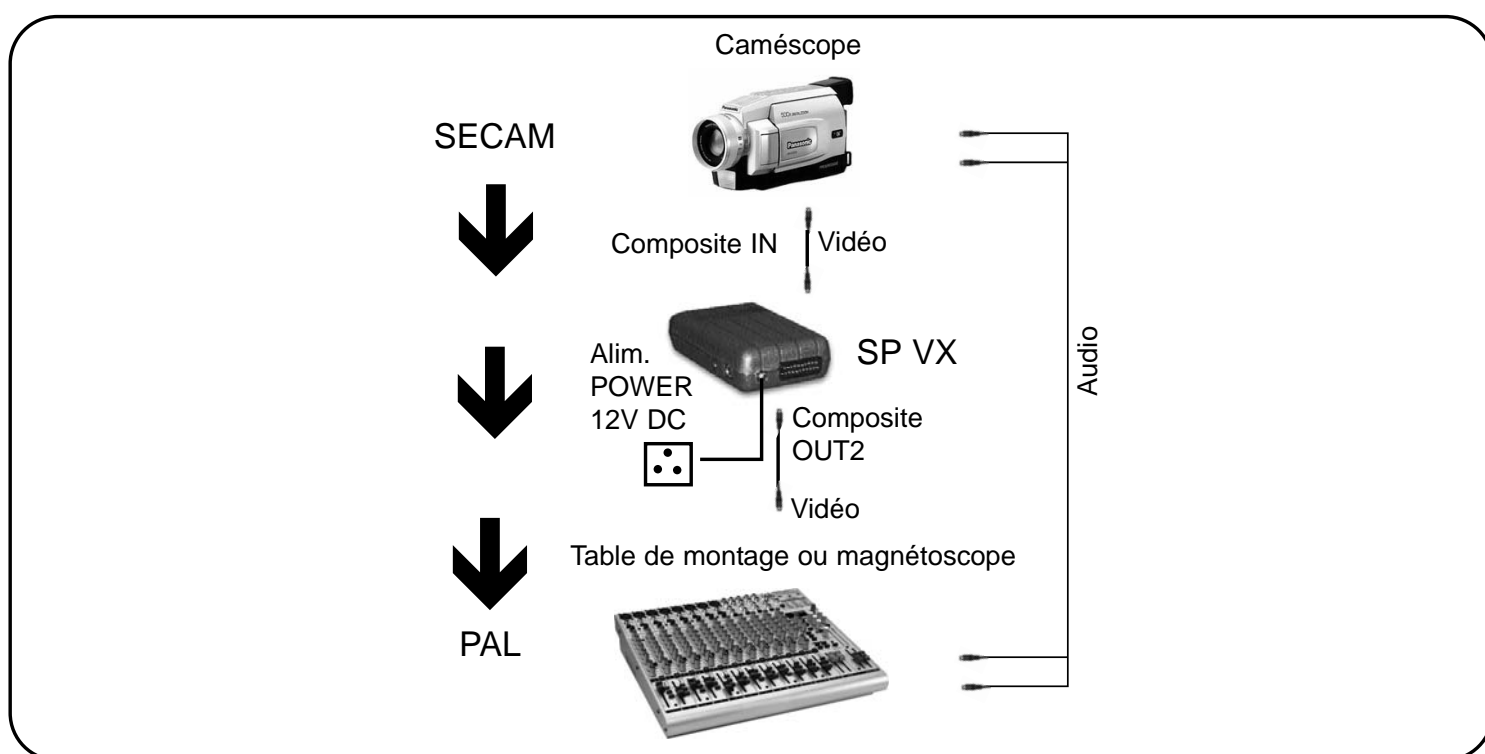 Caméscope
SECAM
Panasonic
Composite IN
Vidéo
Alim.
POWER
12V DC
SP VX
Composite
OUT2
Vidéo
Audio
Table de montage ou magnétoscope
PAL